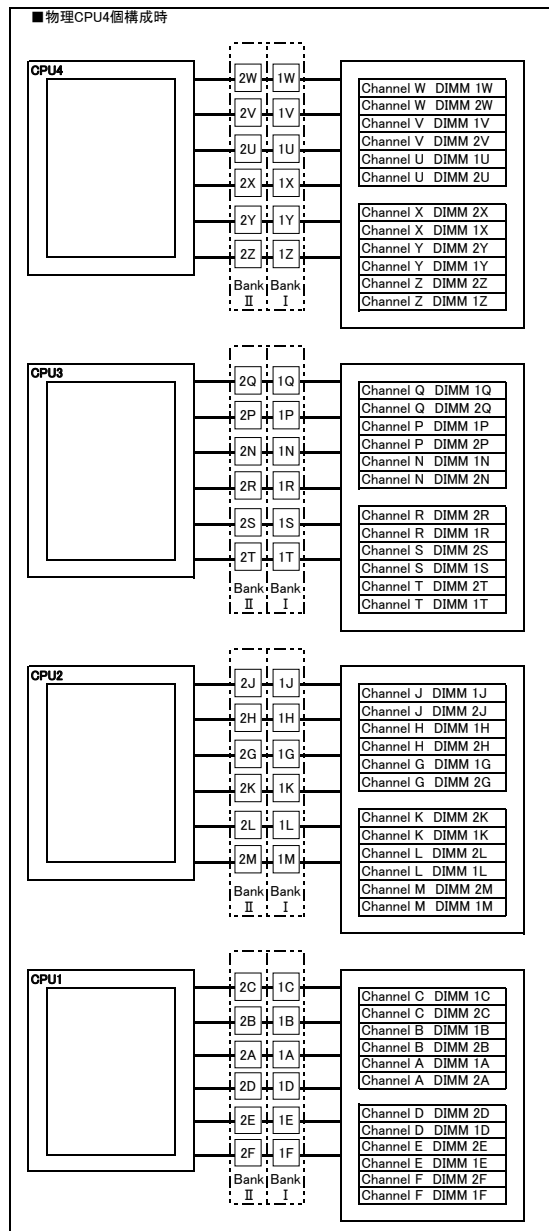 ■物理CPU4個構成時
CPU4
2W 1W
2V 1V
2U 1U
2X 1X
2Y 1Y
2Z 1Z
Bank Bank
Ⅱ Ⅰ
Channel W DIMM 1W
Channel W DIMM 2W
Channel V DIMM 1V
Channel V DIMM 2V
Channel U DIMM 1U
Channel U DIMM 2U
Channel X DIMM 2X
Channel X DIMM 1X
Channel Y DIMM 2Y
Channel Y DIMM 1Y
Channel Z DIMM 2Z
Channel Z DIMM 1Z
CPU3
2Q 1Q
2P 1P
2N 1N
2R 1R
2S 1S
2T 1T
Bank Bank
Ⅱ Ⅰ
Channel Q DIMM 1Q
Channel Q DIMM 2Q
Channel P DIMM 1P
Channel P DIMM 2P
Channel N DIMM 1N
Channel N DIMM 2N
Channel R DIMM 2R
Channel R DIMM 1R
Channel S DIMM 2S
Channel S DIMM 1S
Channel T DIMM 2T
Channel T DIMM 1T
CPU2
2J 1J
2H 1H
2G 1G
2K 1K
2L 1L
2M 1M
Bank Bank
Ⅱ Ⅰ
Channel J DIMM 1J
Channel J DIMM 2J
Channel H DIMM 1H
Channel H DIMM 2H
Channel G DIMM 1G
Channel G DIMM 2G
Channel K DIMM 2K
Channel K DIMM 1K
Channel L DIMM 2L
Channel L DIMM 1L
Channel M DIMM 2M
Channel M DIMM 1M
CPU1
2C 1C
2B 1B
2A 1A
2D 1D
2E 1E
2F 1F
Bank Bank
Ⅱ Ⅰ
Channel C DIMM 1C
Channel C DIMM 2C
Channel B DIMM 1B
Channel B DIMM 2B
Channel A DIMM 1A
Channel A DIMM 2A
Channel D DIMM 2D
Channel D DIMM 1D
Channel E DIMM 2E
Channel E DIMM 1E
Channel F DIMM 2F
Channel F DIMM 1F